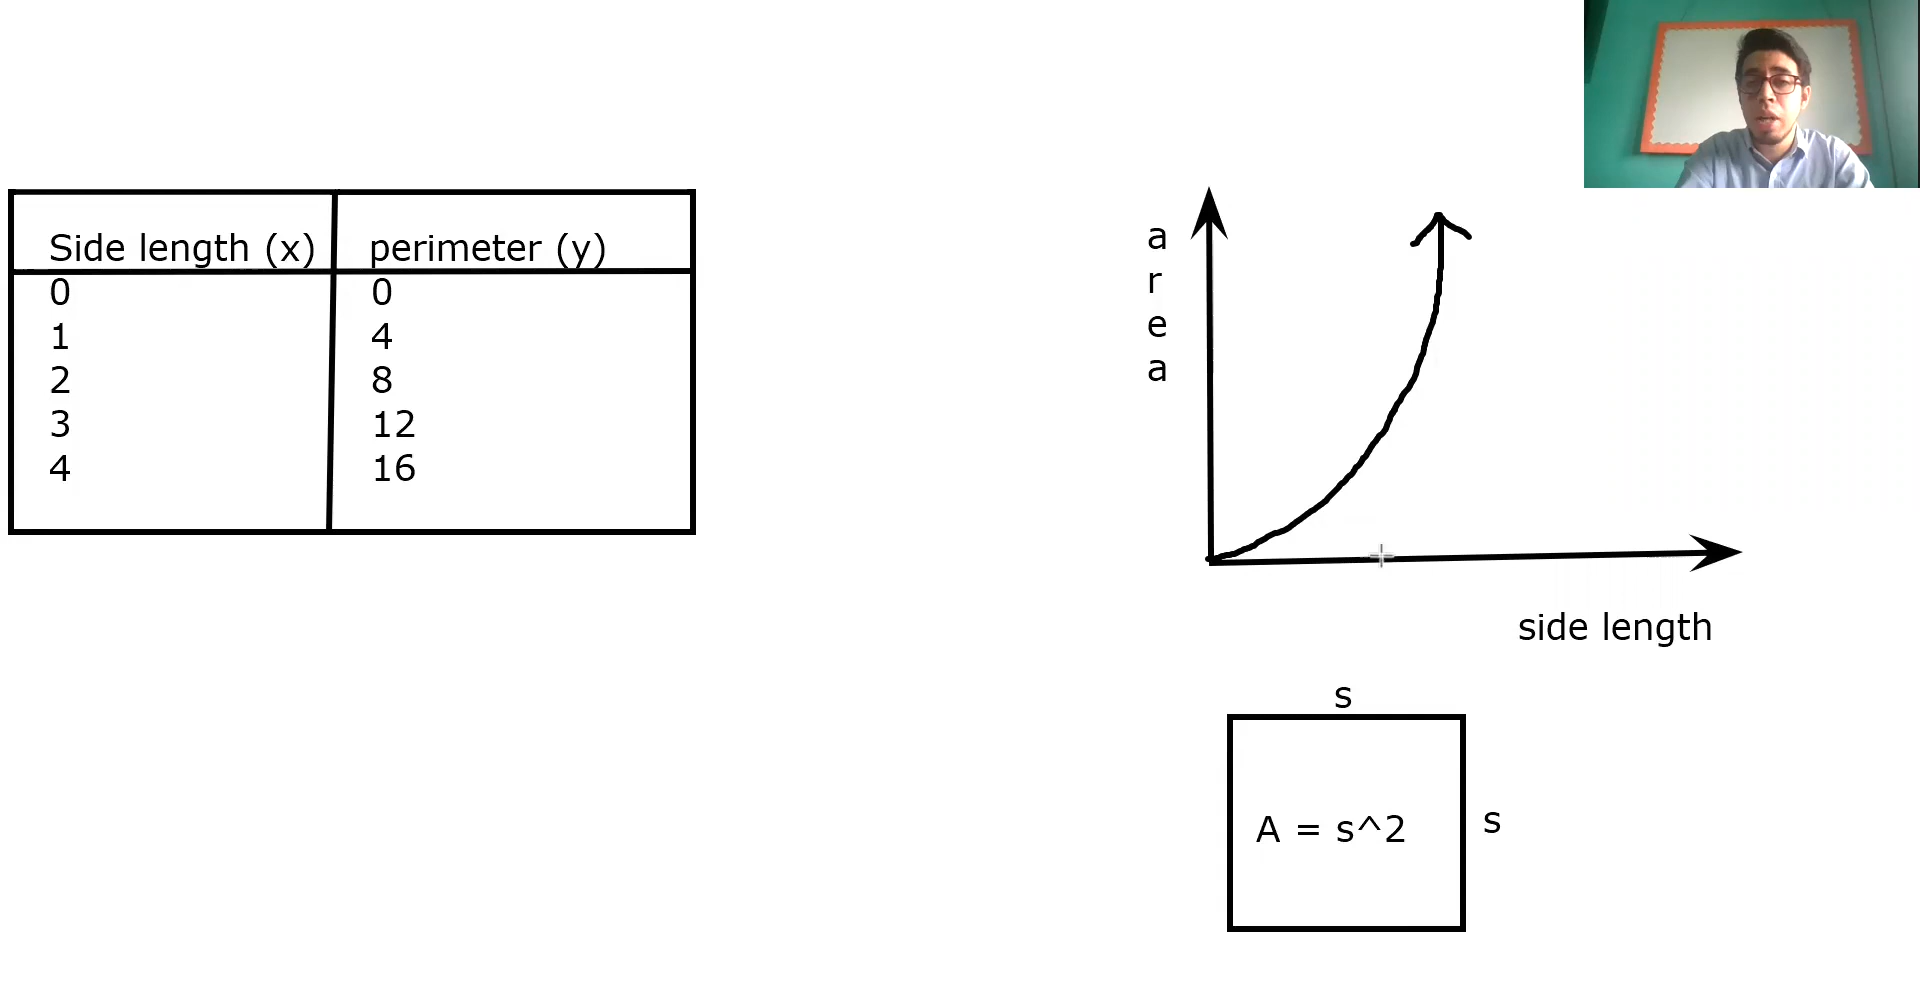 Side length (x) perimeter (y)
0 0
1 4
2 8
3 12
4 16
a
r
e
a
side length
s
A = s^2
s